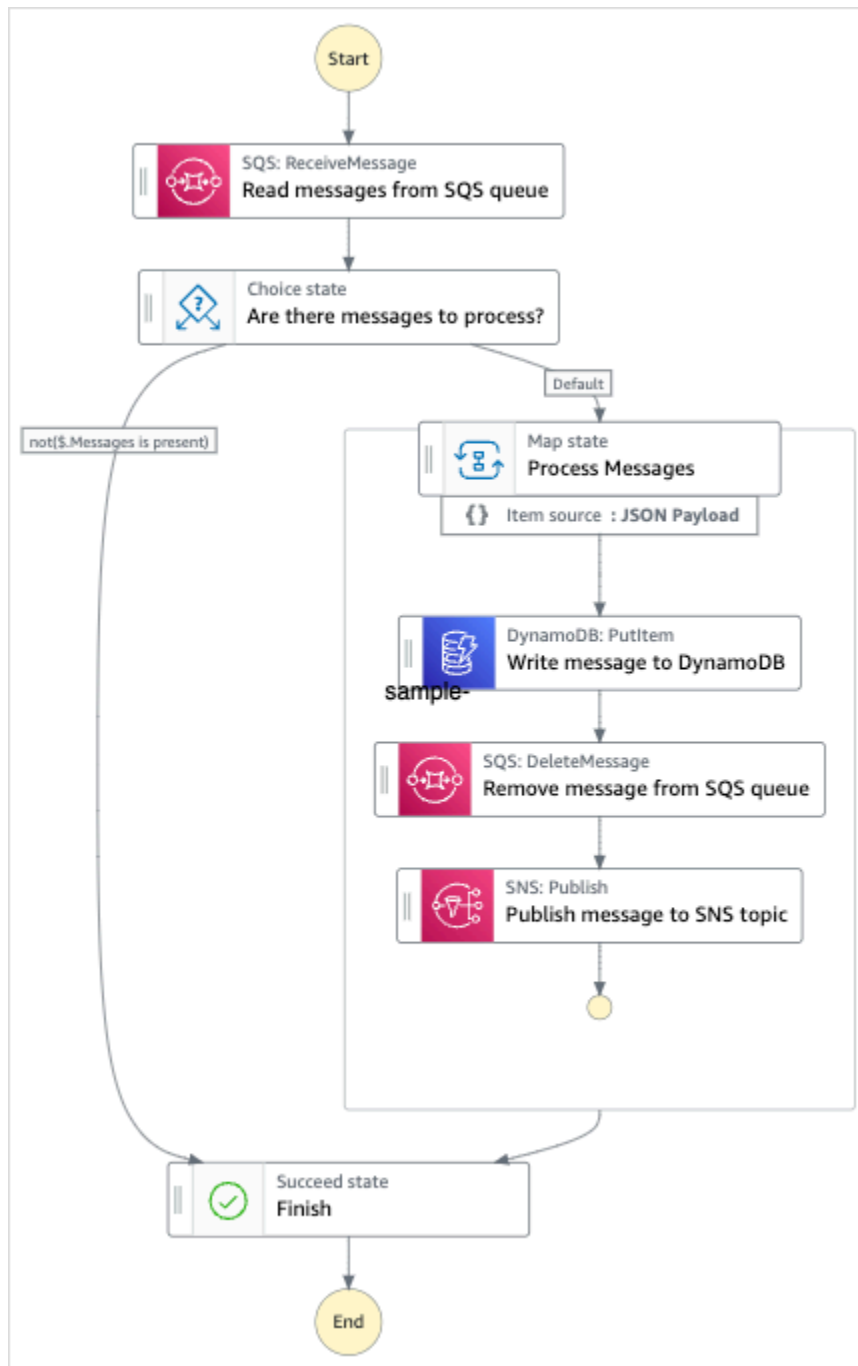 Start
SQS: ReceiveMessage
Read messages from SQS queue
Choice state
Are there messages to process?
Default
not($.Messages is present)
Map state
Process Messages
{} Item source : JSON Payload
DynamoDB: PutItem
Write message to DynamoDB
sample-
SQS: DeleteMessage
Remove message from SQS queue
SNS: Publish
Publish message to SNS topic
Succeed state
Finish
End